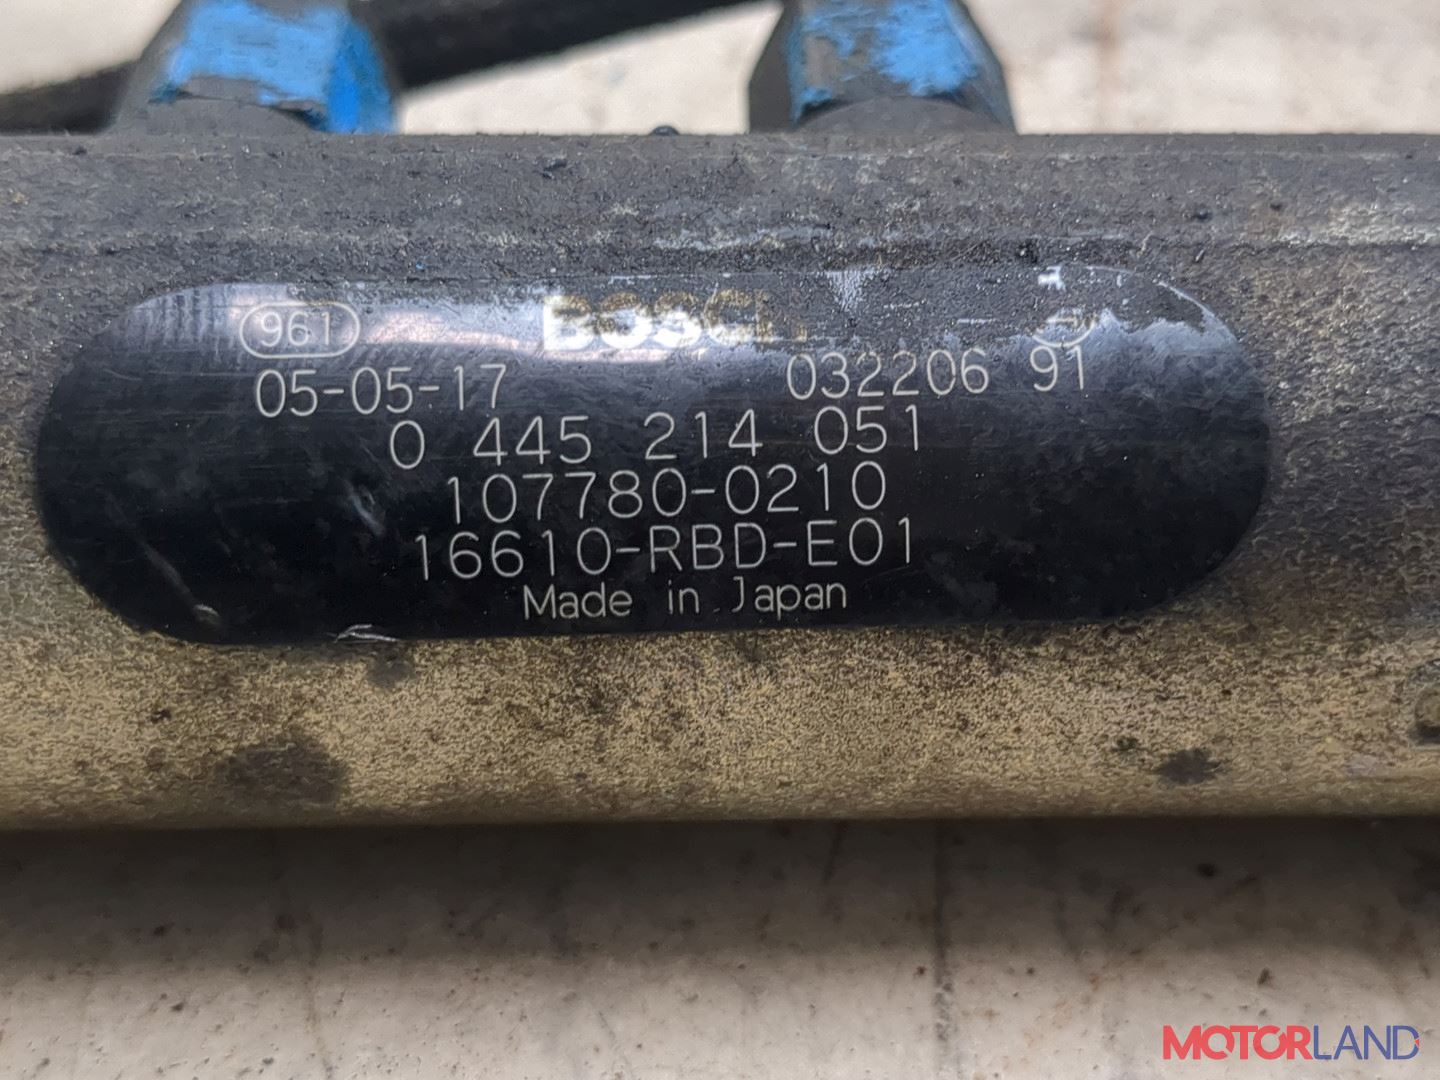 961 BOSCH
05-05-17 032206 91
0 445 214 051
107780-0210
16610-RBD-E01
Made in Japan
MOTORLAND